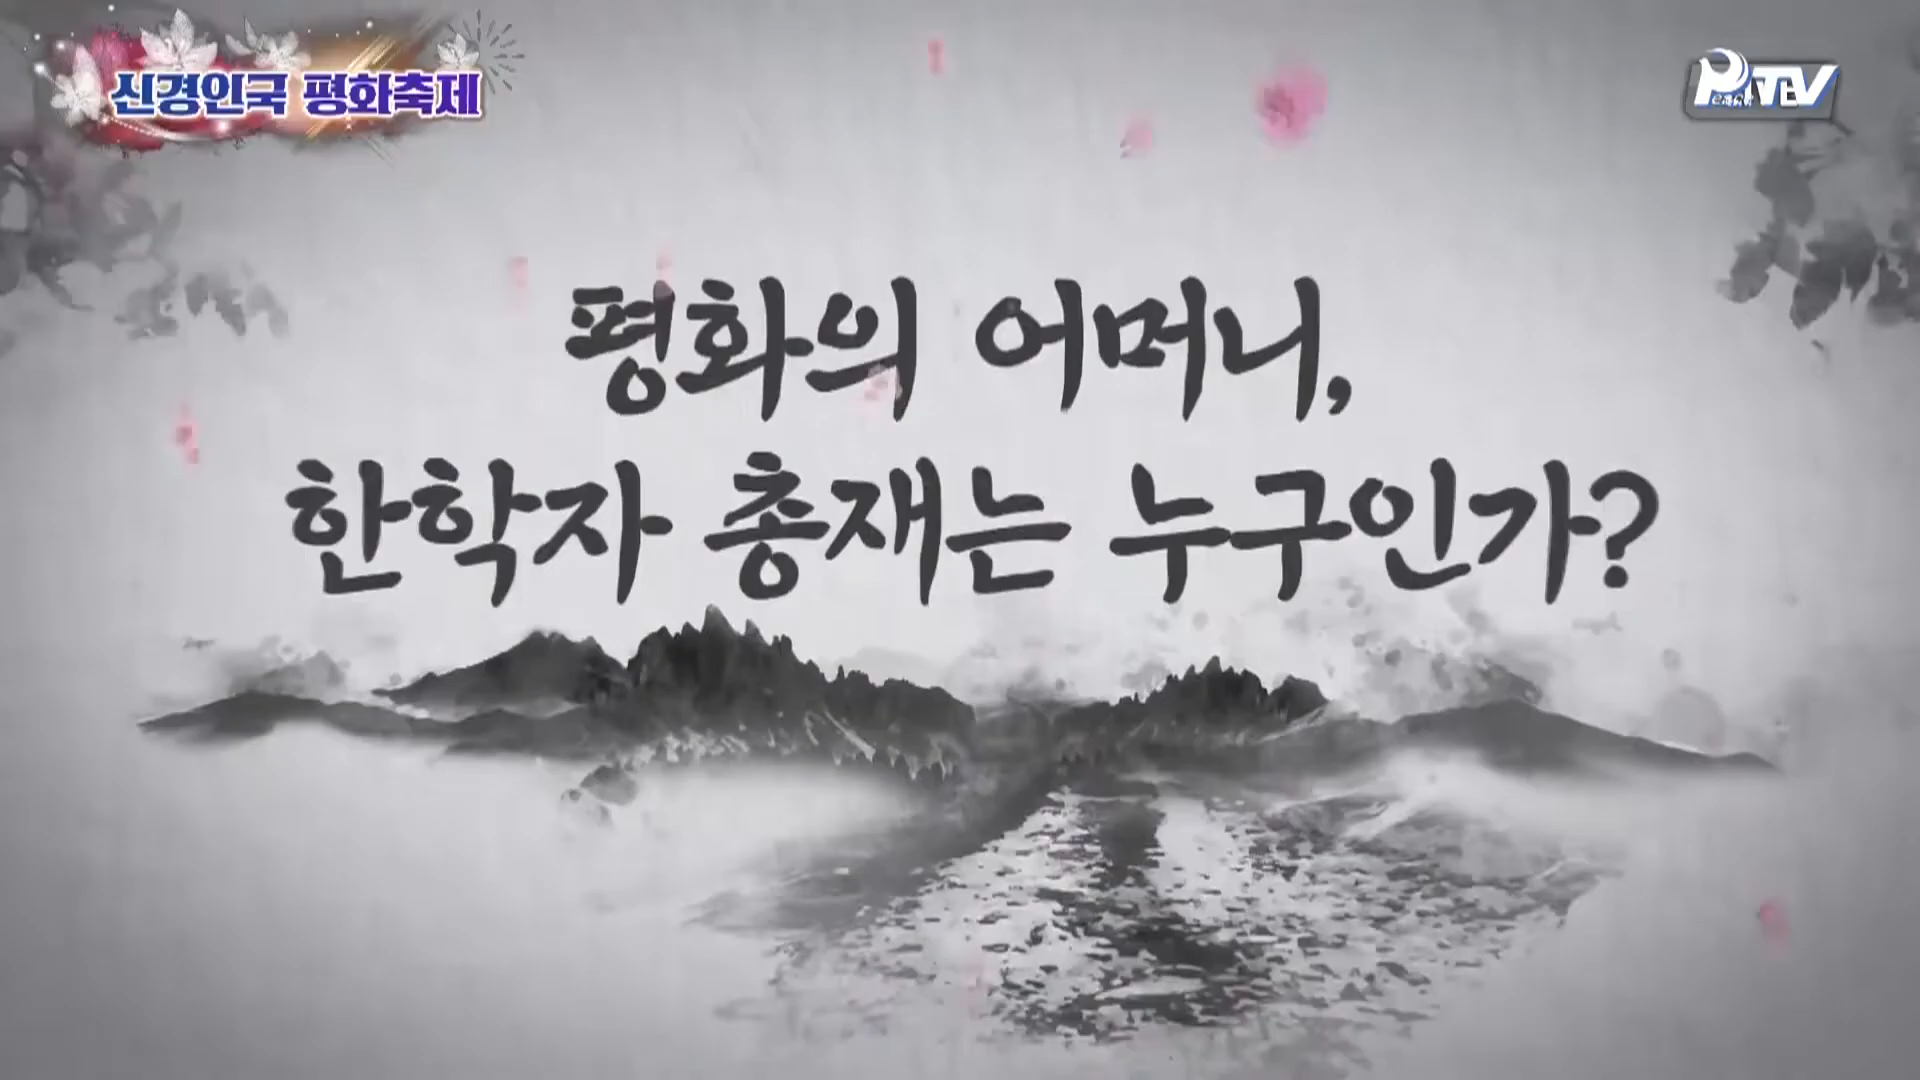 신경인국 평화축제
평화의 어머니,
한학자 총재는 누구인가?